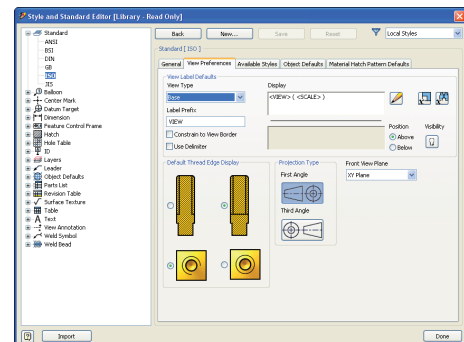 Style and Standard Editor [Library - Read Only]
Standard
ANSI
BSI
DIN
GB
ISO
JIS
Balloon
Center Mark
Datum Target
Dimension
Feature Control Frame
Hatch
Hole Table
ID
Layers
Leader
Object Defaults
Parts List
Revision Table
Surface Texture
Table
Text
View Annotation
Weld Symbol
Weld Bead
Import
Back
New...
Save
Reset
Local Styles
Standard [ ISO ]
General
View Preferences
Available Styles
Object Defaults
Material Hatch Pattern Defaults
View Label Defaults
View Type
Base
Display
<VIEW> ( <SCALE> )
Label Prefix
VIEW
Constrain to View Border
Use Delimiter
Position
Above
Below
Visibility
Default Thread Edge Display
Projection Type
First Angle
Third Angle
Front View Plane
XY Plane
Done